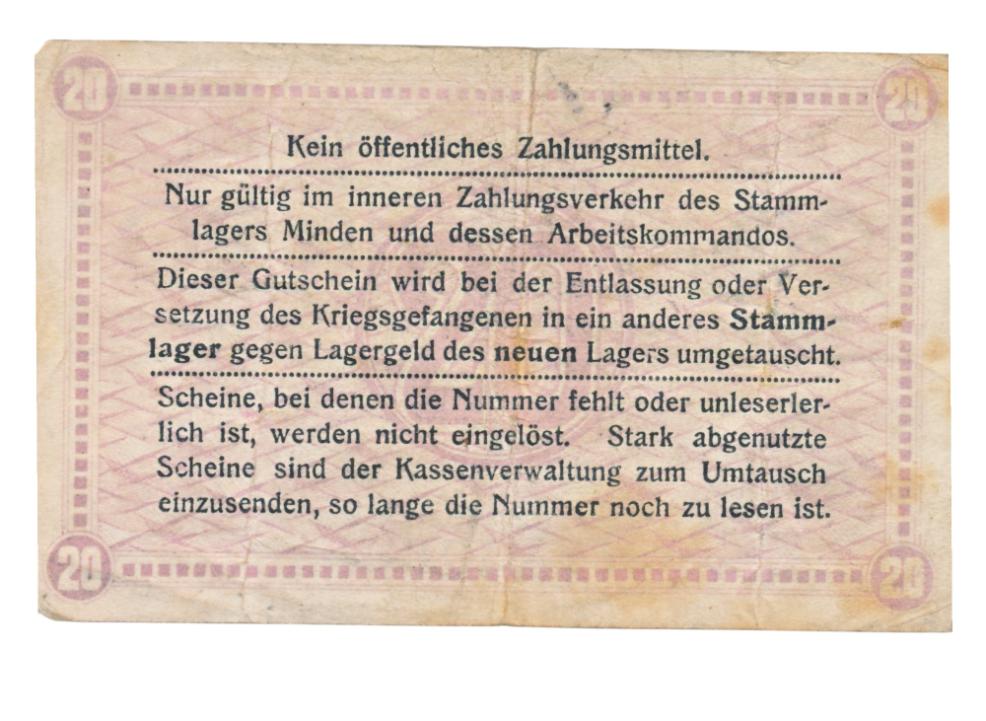 20 20
Kein öffentliches Zahlungsmittel.
Nur gültig im inneren Zahlungsverkehr des Stamm-
lagers Minden und dessen Arbeitskommandos.
Dieser Gutschein wird bei der Entlassung oder Ver-
setzung des Kriegsgefangenen in ein anderes Stamm-
lager gegen Lagergeld des neuen Lagers umgetauscht.
Scheine, bei denen die Nummer fehlt oder unleserler-
lich ist, werden nicht eingelöst. Stark abgenutzte
Scheine sind der Kassenverwaltung zum Umtausch
einzusenden, so lange die Nummer noch zu lesen ist.
20 20